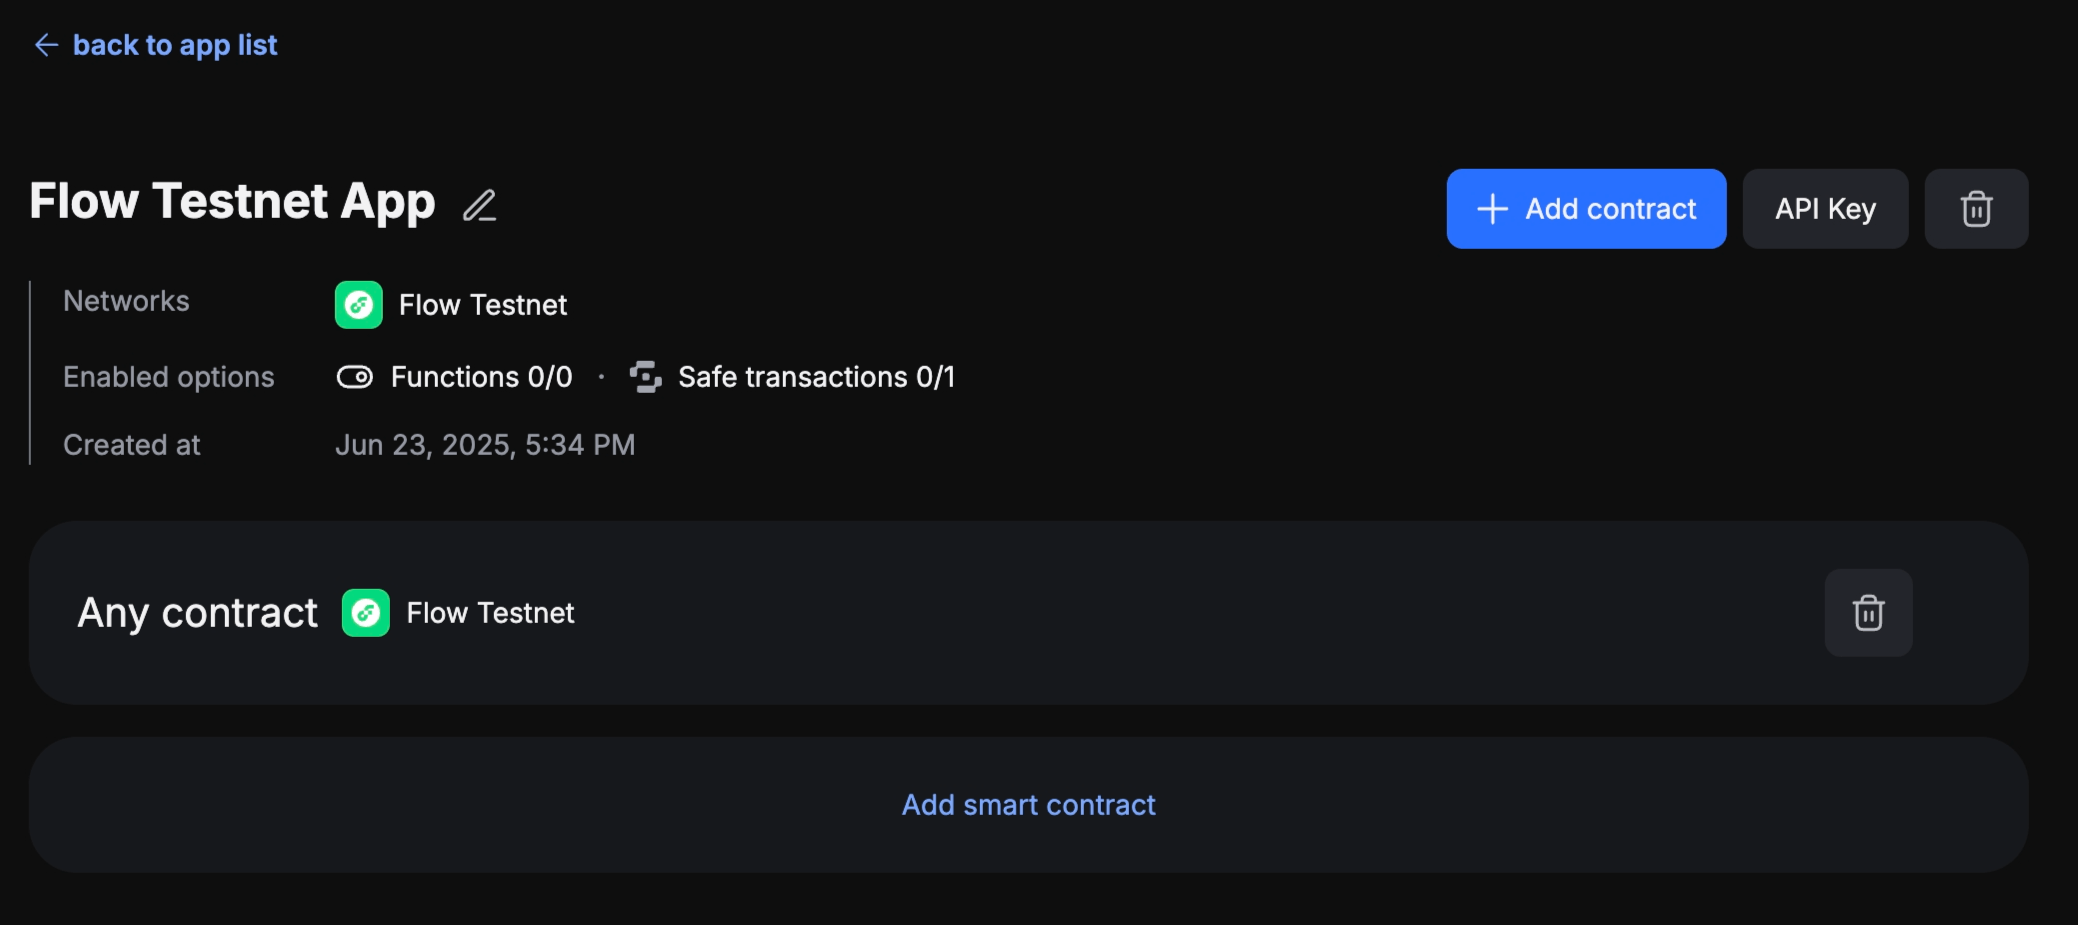 back to app list
Flow Testnet App
Add contract
API Key
Networks
Flow Testnet
Enabled options
Functions 0/0 · Safe transactions 0/1
Created at
Jun 23, 2025, 5:34 PM
Any contract
Flow Testnet
Add smart contract